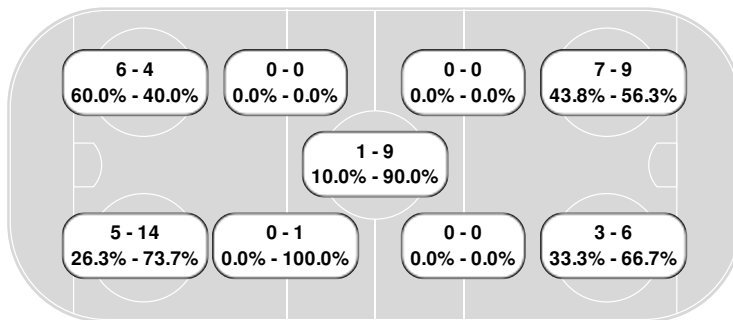 6 - 4
60.0% - 40.0%
0 - 0
0.0% - 0.0%
0 - 0
0.0% - 0.0%
7 - 9
43.8% - 56.3%
1 - 9
10.0% - 90.0%
5 - 14
26.3% - 73.7%
0 - 1
0.0% - 100.0%
0 - 0
0.0% - 0.0%
3 - 6
33.3% - 66.7%